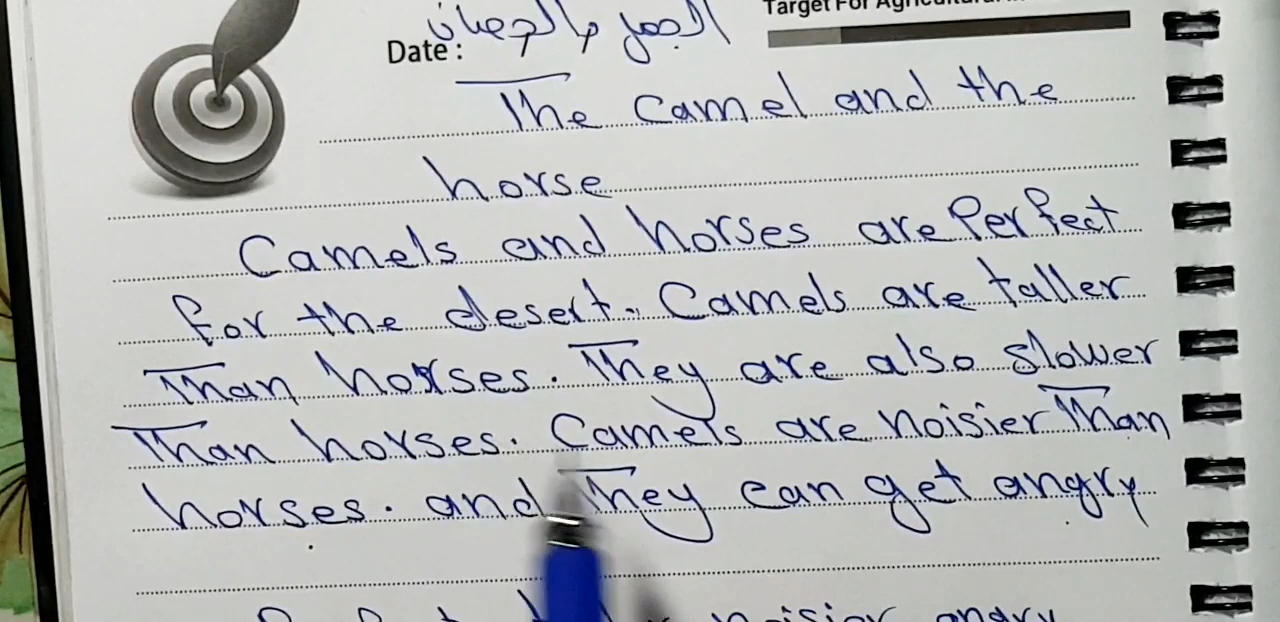 الجمل والحصان
Target For Agricultural
Date :
The Camel and the
horse
Camels and horses are Perfect
for the desert. Camels are taller
Than horses. They are also slower
Than horses. Camels are noisier Than
horses. and They can get angry
noisier angry